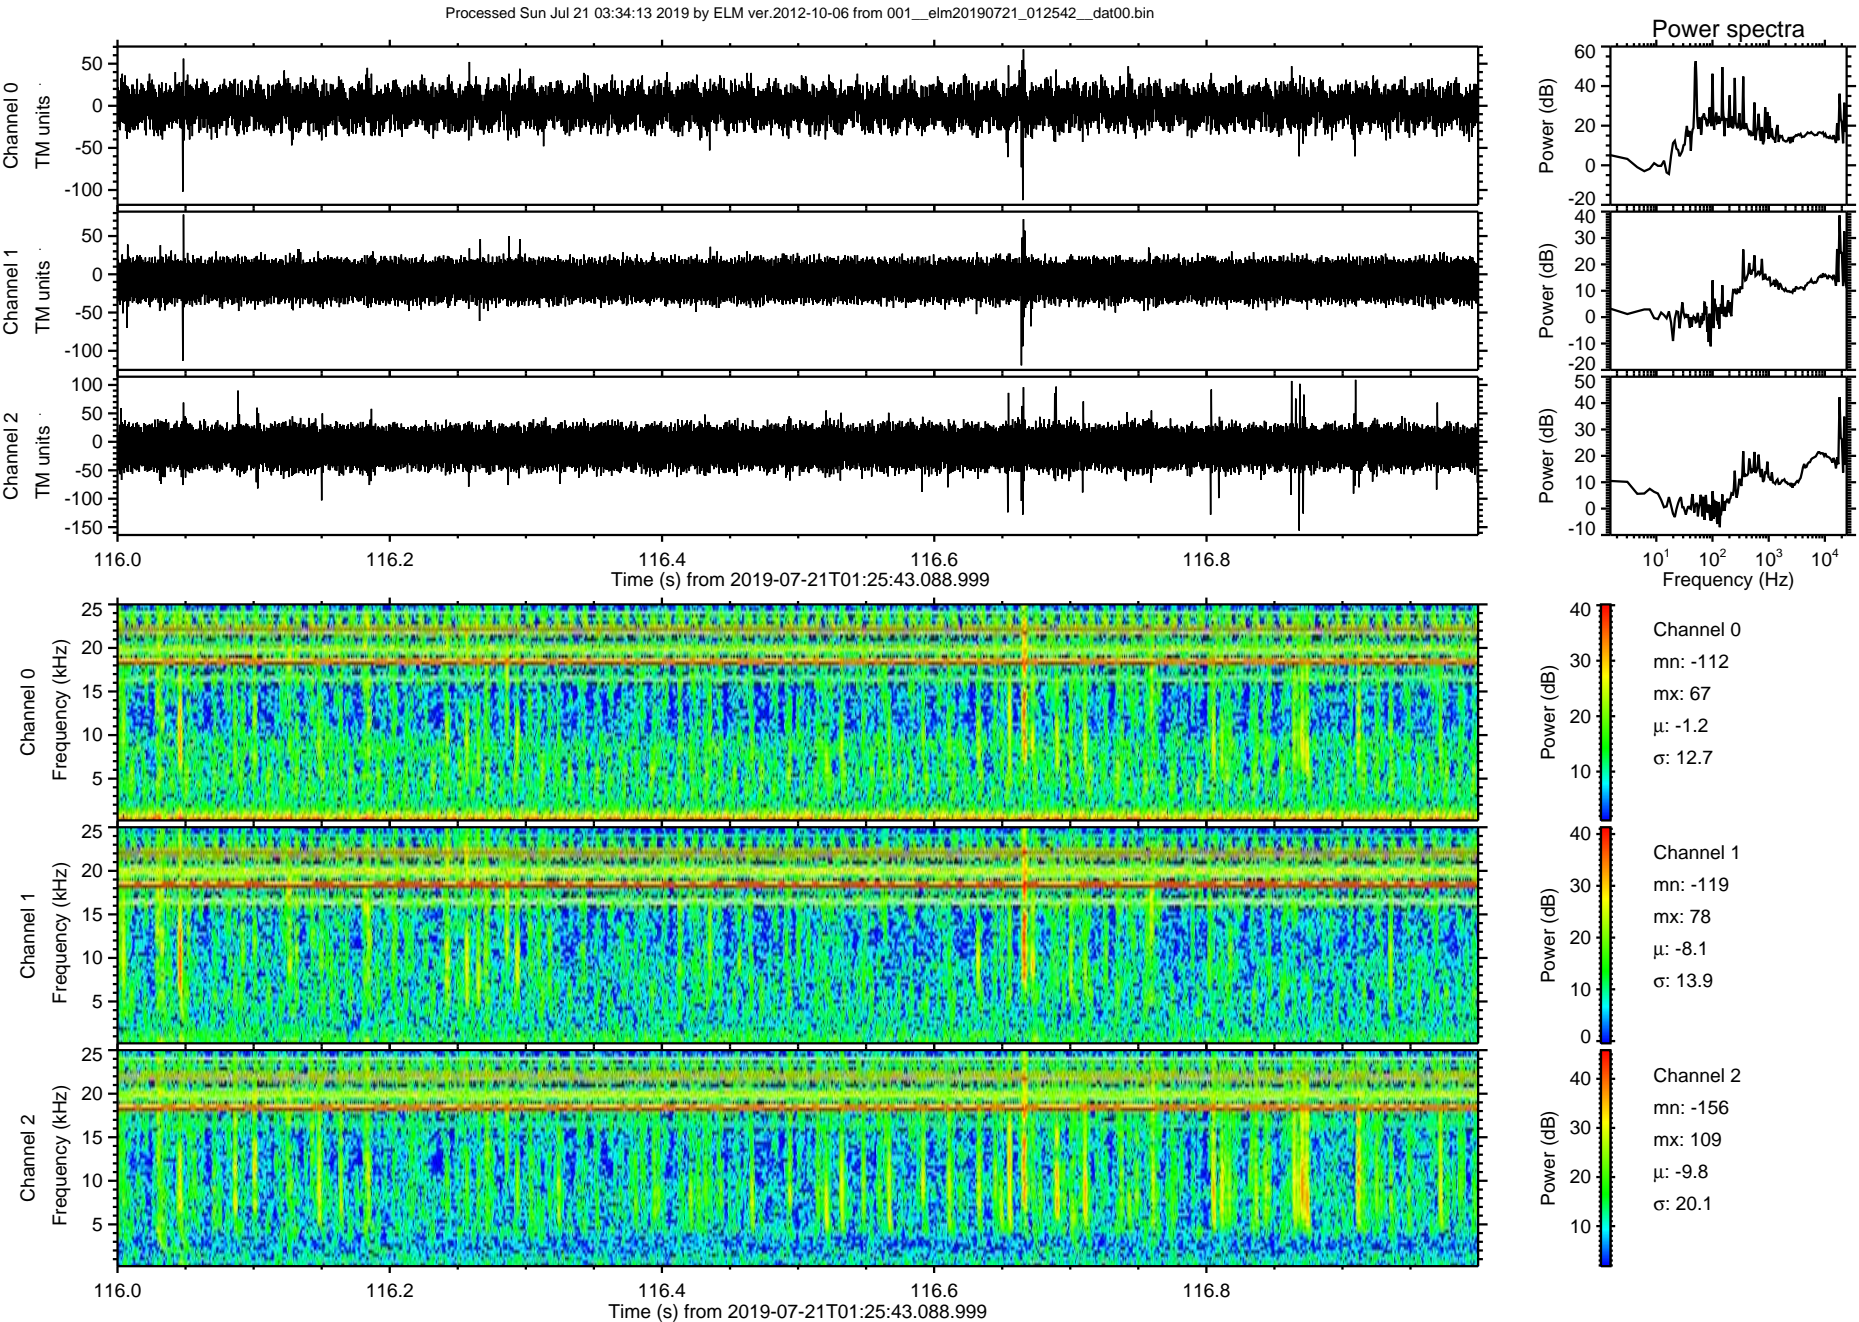 Processed Sun Jul 21 03:34:13 2019 by ELM ver.2012-10-06 from 001__elm20190721_012542__dat00.bin
Power spectra
Channel 0
TM units
50
0
-50
-100
Power (dB)
60
40
20
0
-20
Channel 1
TM units
50
0
-50
-100
Power (dB)
40
30
20
10
0
-10
-20
Channel 2
TM units
100
50
0
-50
-100
-150
Power (dB)
50
40
30
20
10
0
-10
116.0 116.2 116.4 116.6 116.8
Time (s) from 2019-07-21T01:25:43.088.999
10¹ 10² 10³ 10⁴
Frequency (Hz)
Channel 0
Frequency (kHz)
25
20
15
10
5
Power (dB)
40
30
20
10
Channel 0
mn: -112
mx: 67
μ: -1.2
σ: 12.7
Channel 1
Frequency (kHz)
25
20
15
10
5
Power (dB)
40
30
20
10
0
Channel 1
mn: -119
mx: 78
μ: -8.1
σ: 13.9
Channel 2
Frequency (kHz)
25
20
15
10
5
Power (dB)
40
30
20
10
Channel 2
mn: -156
mx: 109
μ: -9.8
σ: 20.1
116.0 116.2 116.4 116.6 116.8
Time (s) from 2019-07-21T01:25:43.088.999